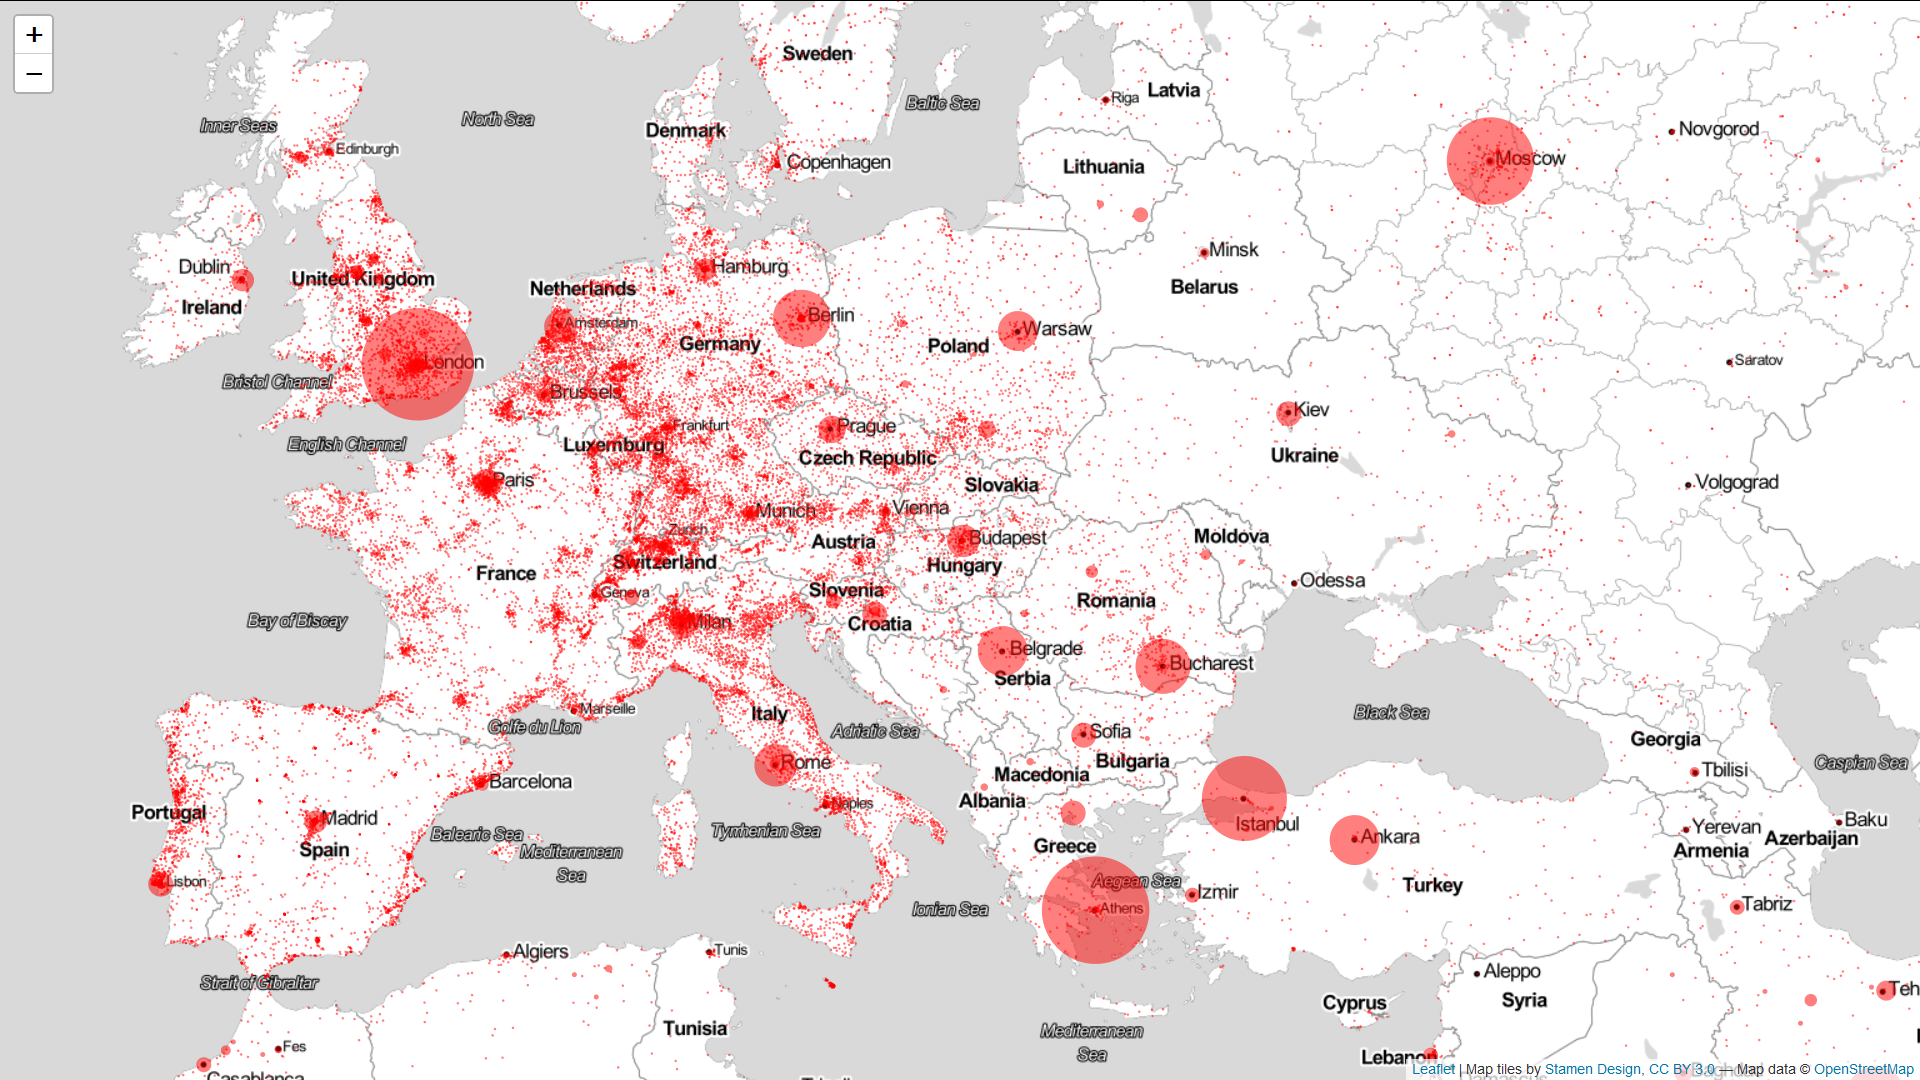 +
−
Sweden
Baltic Sea
Riga
Latvia
North Sea
Inner Seas
Edinburgh
Denmark
Copenhagen
Lithuania
Novgorod
Moscow
Minsk
Belarus
Dublin
United Kingdom
Ireland
Hamburg
Netherlands
Amsterdam
Berlin
Germany
Warsaw
Poland
London
Saratov
Bristol Channel
Brussels
Kiev
English Channel
Luxemburg
Frankfurt
Prague
Czech Republic
Ukraine
Slovakia
Paris
Volgograd
Munich
Vienna
Zurich
Austria
Budapest
Moldova
Switzerland
Hungary
France
Geneva
Slovenia
Romania
Odessa
Bay of Biscay
Milan
Croatia
Belgrade
Bucharest
Serbia
Marseille
Italy
Golfe du Lion
Adriatic Sea
Sofia
Black Sea
Georgia
Bulgaria
Macedonia
Rome
Tbilisi
Caspian Sea
Barcelona
Albania
Naples
Portugal
Madrid
Spain
Balearic Sea
Tyrrhenian Sea
Mediterranean
Sea
Istanbul
Ankara
Greece
Yerevan
Baku
Armenia
Azerbaijan
Lisbon
Aegean Sea
Izmir
Turkey
Ionian Sea
Athens
Tabriz
Algiers
Tunis
Strait of Gibraltar
Aleppo
Syria
Teh
Cyprus
Mediterranean
Sea
Tunisia
Fes
Casablanca
Lebanon
Leaflet | Map tiles by Stamen Design, CC BY 3.0 — Map data © OpenStreetMap